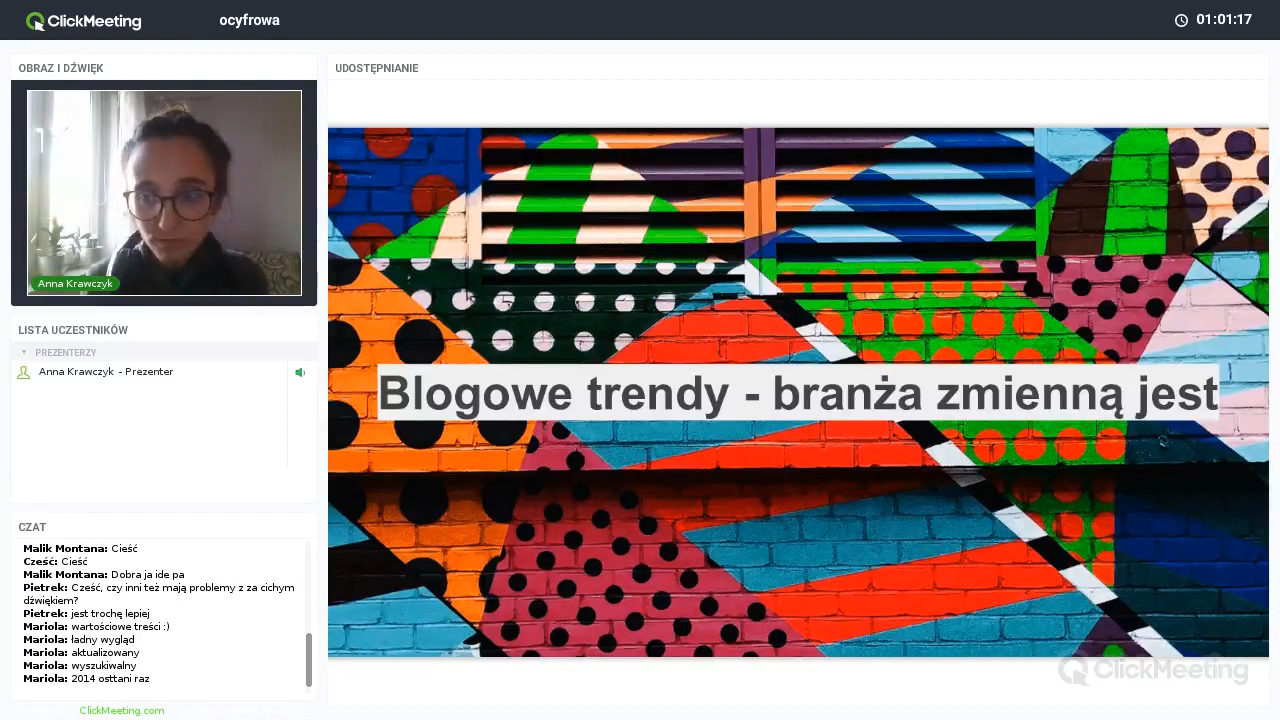 ClickMeeting
ocyfrowa
01:01:17
OBRAZ I DŹWIĘK
Anna Krawczyk
LISTA UCZESTNIKÓW
PREZENTERZY
Anna Krawczyk - Prezenter
CZAT
Malik Montana: Cieść
Cześć: Cieść
Malik Montana: Dobra ja ide pa
Pietrek: Cześć, czy inni też mają problemy z za cichym
dźwiękiem?
Pietrek: jest trochę lepiej
Mariola: wartościowe treści :)
Mariola: ładny wygląd
Mariola: aktualizowany
Mariola: wyszukiwalny
Mariola: 2014 osttani raz
ClickMeeting.com
UDOSTĘPNIANIE
Blogowe trendy - branża zmienną jest
ClickMeeting